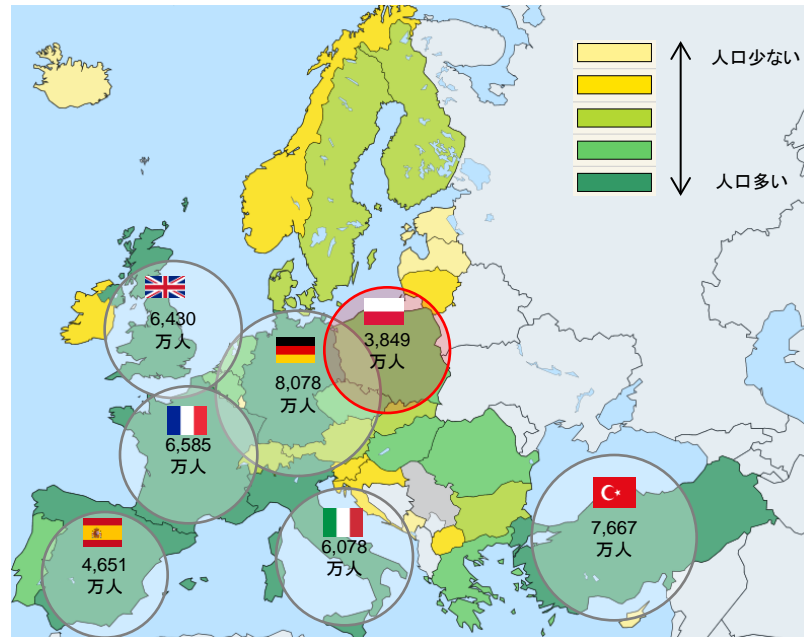 人口少ない
人口多い
6,430
万人
3,849
万人
8,078
万人
6,585
万人
7,667
万人
6,078
万人
4,651
万人